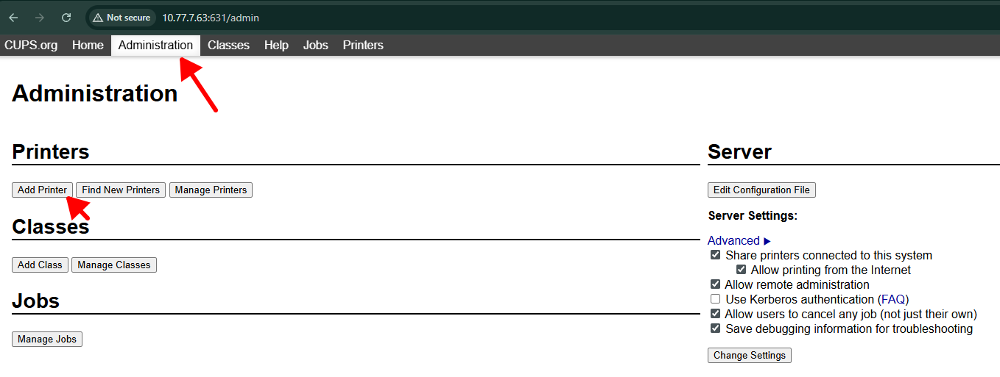 Not secure 10.77.7.63:631/admin
CUPS.org Home Administration Classes Help Jobs Printers
Administration
Printers
Add Printer Find New Printers Manage Printers
Classes
Add Class Manage Classes
Jobs
Manage Jobs
Server
Edit Configuration File
Server Settings:
Advanced ▶
Share printers connected to this system
Allow printing from the Internet
Allow remote administration
Use Kerberos authentication (FAQ)
Allow users to cancel any job (not just their own)
Save debugging information for troubleshooting
Change Settings